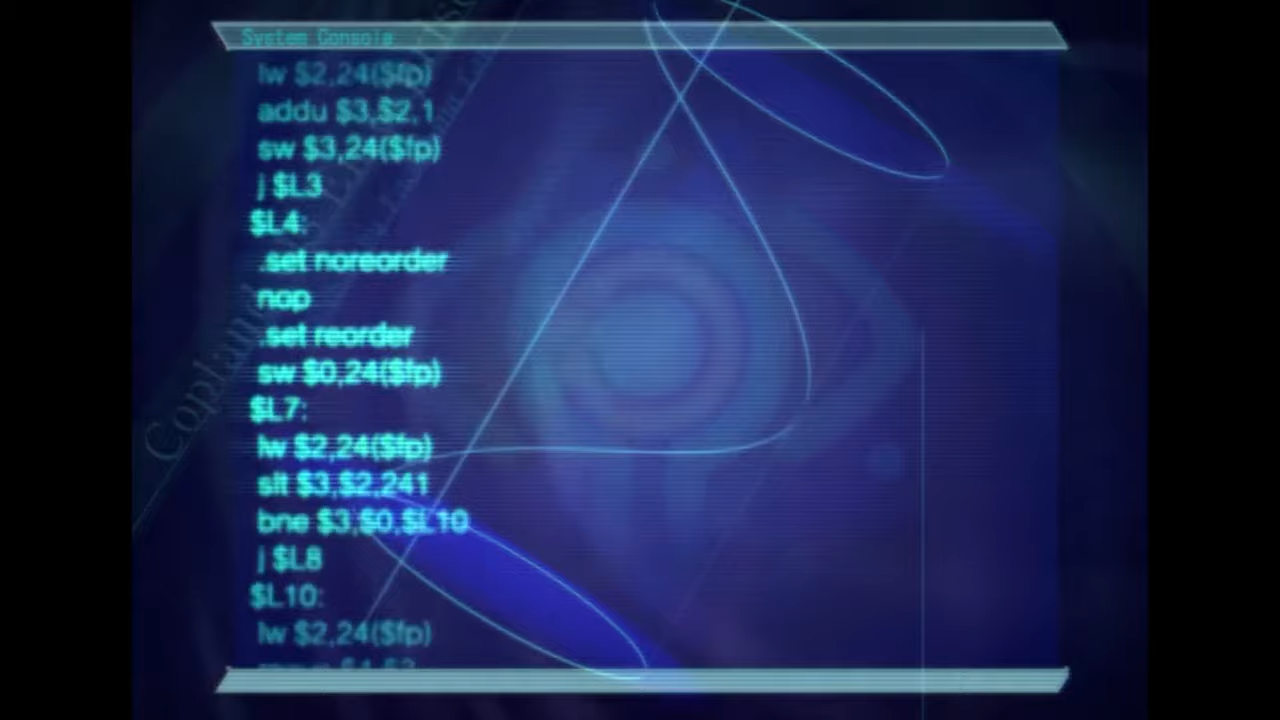 System Console
lw $2,24($fp)
addu $3,$2,1
sw $3,24($fp)
j $L3
$L4:
.set noreorder
nop
.set reorder
sw $0,24($fp)
$L7:
lw $2,24($fp)
slt $3,$2,241
bne $3,$0,$L10
j $L8
$L10:
lw $2,24($fp)
Copland